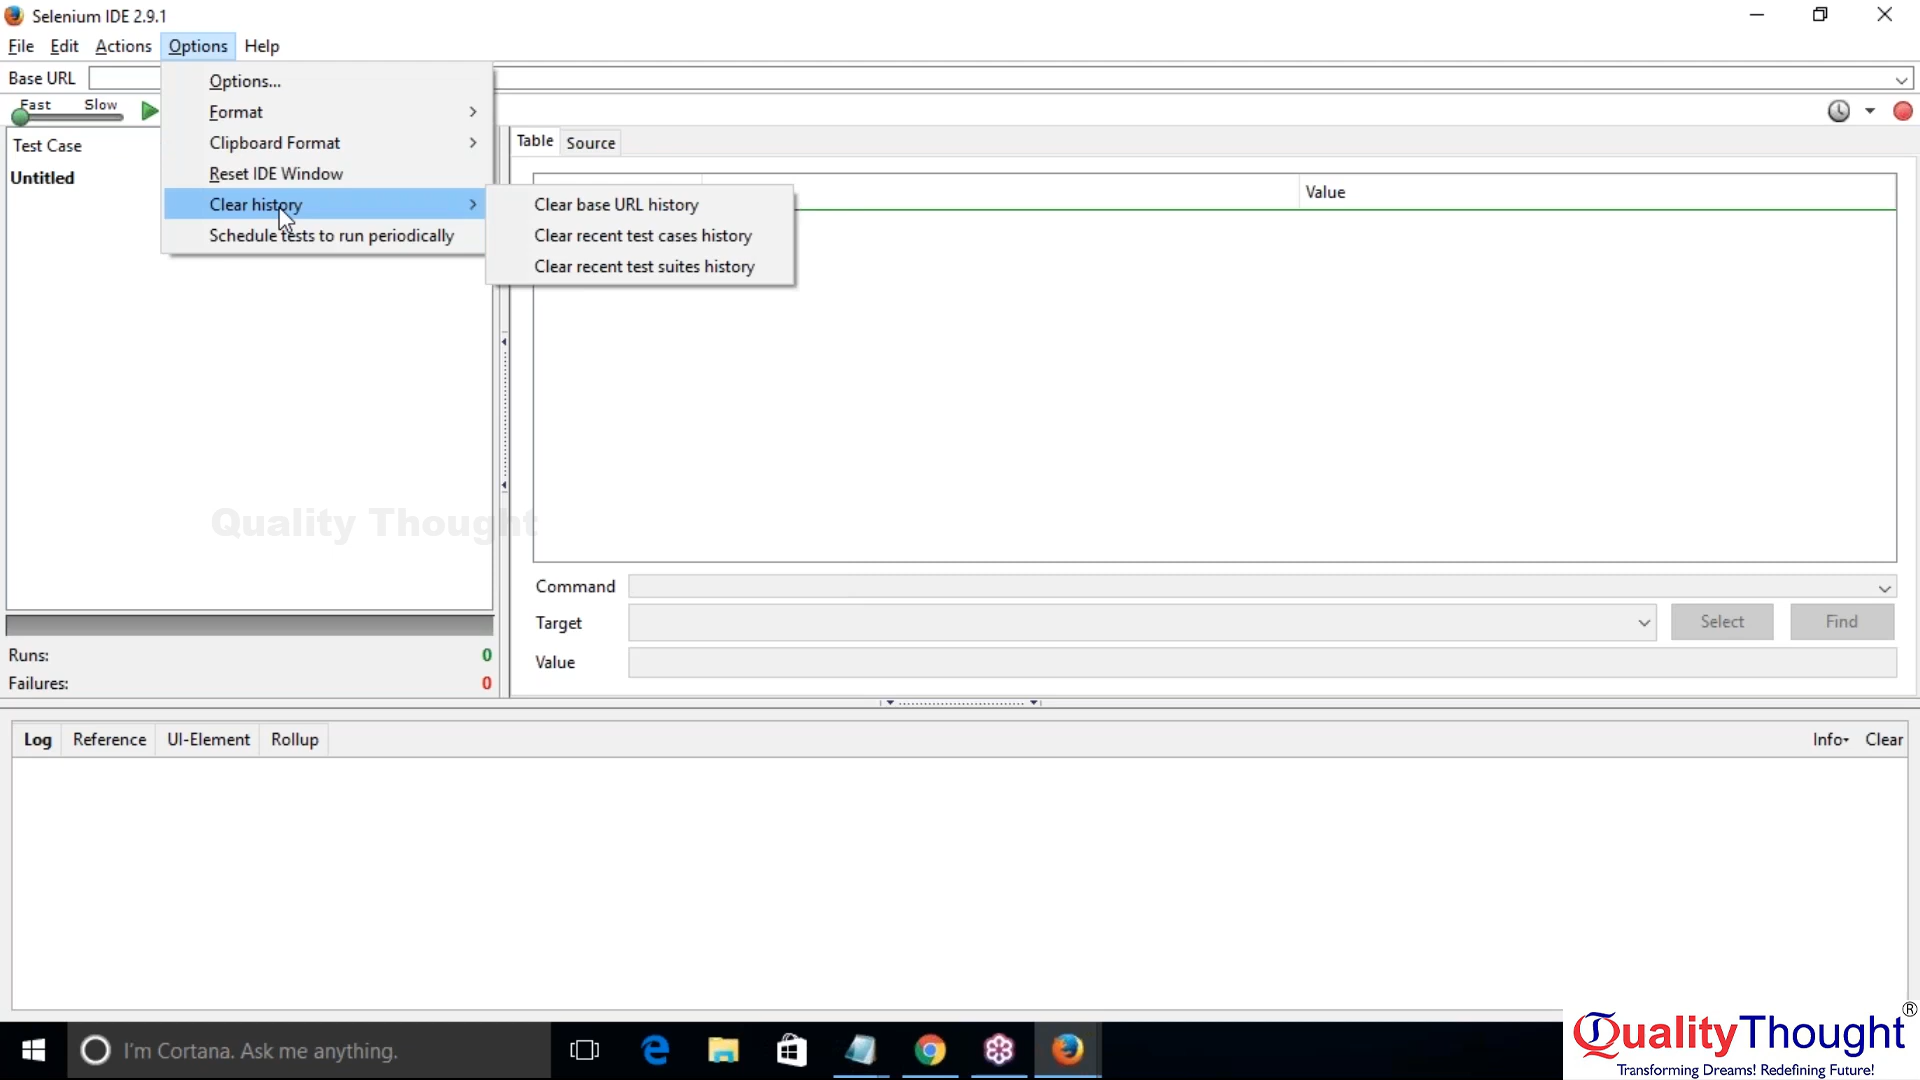 Selenium IDE 2.9.1
File Edit Actions Options Help
Base URL
Fast Slow
Options...
Format
Clipboard Format
Reset IDE Window
Clear history
Schedule tests to run periodically
Clear base URL history
Clear recent test cases history
Clear recent test suites history
Test Case
Untitled
Table Source
Value
Quality Thought
Command
Target
Select
Find
Value
Runs: 0
Failures: 0
Log Reference UI-Element Rollup
Info Clear
I'm Cortana. Ask me anything.
QualityThought®
Transforming Dreams! Redefining Future!